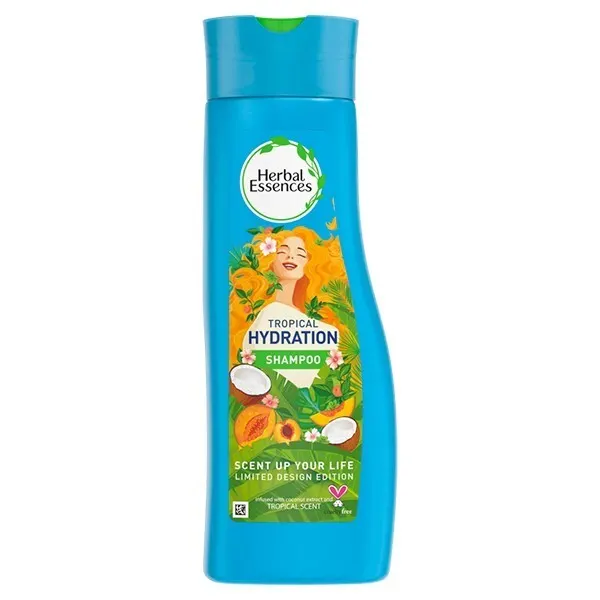 Herbal
Essences
TROPICAL
HYDRATION
SHAMPOO
SCENT UP YOUR LIFE
LIMITED DESIGN EDITION
infused with coconut extract and
TROPICAL SCENT
free